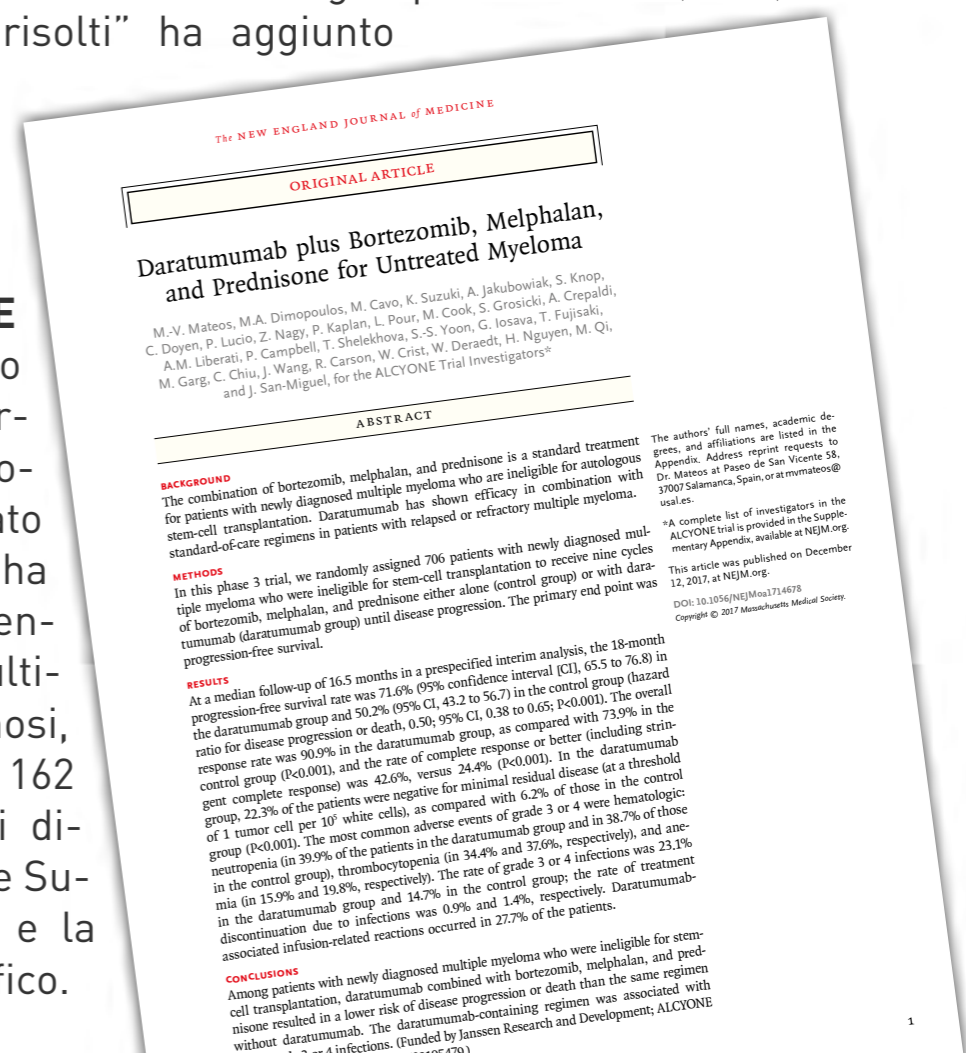 risolti” ha aggiunto
E
o
r-
o-
ato
ha
en-
ulti-
nosi,
162
i di-
e Su-
e la
fico.
The NEW ENGLAND JOURNAL of MEDICINE
ORIGINAL ARTICLE
Daratumumab plus Bortezomib, Melphalan,
and Prednisone for Untreated Myeloma
M.-V. Mateos, M.A. Dimopoulos, M. Cavo, K. Suzuki, A. Jakubowiak, S. Knop,
C. Doyen, P. Lucio, Z. Nagy, P. Kaplan, L. Pour, M. Cook, S. Grosicki, A. Crepaldi,
A.M. Liberati, P. Campbell, T. Shelekhova, S.-S. Yoon, G. Iosava, T. Fujisaki,
M. Garg, C. Chiu, J. Wang, R. Carson, W. Crist, W. Deraedt, H. Nguyen, M. Qi,
and J. San-Miguel, for the ALCYONE Trial Investigators*
ABSTRACT
BACKGROUND
The combination of bortezomib, melphalan, and prednisone is a standard treatment
for patients with newly diagnosed multiple myeloma who are ineligible for autologous
stem-cell transplantation. Daratumumab has shown efficacy in combination with
standard-of-care regimens in patients with relapsed or refractory multiple myeloma.
METHODS
In this phase 3 trial, we randomly assigned 706 patients with newly diagnosed mul-
tiple myeloma who were ineligible for stem-cell transplantation to receive nine cycles
of bortezomib, melphalan, and prednisone either alone (control group) or with dara-
tumumab (daratumumab group) until disease progression. The primary end point was
progression-free survival.
RESULTS
At a median follow-up of 16.5 months in a prespecified interim analysis, the 18-month
progression-free survival rate was 71.6% (95% confidence interval [CI], 65.5 to 76.8) in
the daratumumab group and 50.2% (95% CI, 43.2 to 56.7) in the control group (hazard
ratio for disease progression or death, 0.50; 95% CI, 0.38 to 0.65; P<0.001). The overall
response rate was 90.9% in the daratumumab group, as compared with 73.9% in the
control group (P<0.001), and the rate of complete response or better (including strin-
gent complete response) was 42.6%, versus 24.4% (P<0.001). In the daratumumab
group, 22.3% of the patients were negative for minimal residual disease (at a threshold
of 1 tumor cell per 10⁵ white cells), as compared with 6.2% of those in the control
group (P<0.001). The most common adverse events of grade 3 or 4 were hematologic:
neutropenia (in 39.9% of the patients in the daratumumab group and in 38.7% of those
in the control group), thrombocytopenia (in 34.4% and 37.6%, respectively), and ane-
mia (in 15.9% and 19.8%, respectively). The rate of grade 3 or 4 infections was 23.1%
in the daratumumab group and 14.7% in the control group; the rate of treatment
discontinuation due to infections was 0.9% and 1.4%, respectively. Daratumumab-
associated infusion-related reactions occurred in 27.7% of the patients.
CONCLUSIONS
Among patients with newly diagnosed multiple myeloma who were ineligible for stem-
cell transplantation, daratumumab combined with bortezomib, melphalan, and pred-
nisone resulted in a lower risk of disease progression or death than the same regimen
without daratumumab. The daratumumab-containing regimen was associated with
3 or 4 infections. (Funded by Janssen Research and Development; ALCYONE
The authors’ full names, academic de-
grees, and affiliations are listed in the
Appendix. Address reprint requests to
Dr. Mateos at Paseo de San Vicente 58,
37007 Salamanca, Spain, or at mvmateos@
usal.es.
*A complete list of investigators in the
ALCYONE trial is provided in the Supple-
mentary Appendix, available at NEJM.org.
This article was published on December
12, 2017, at NEJM.org.
DOI: 10.1056/NEJMoa1714678
Copyright © 2017 Massachusetts Medical Society.
1